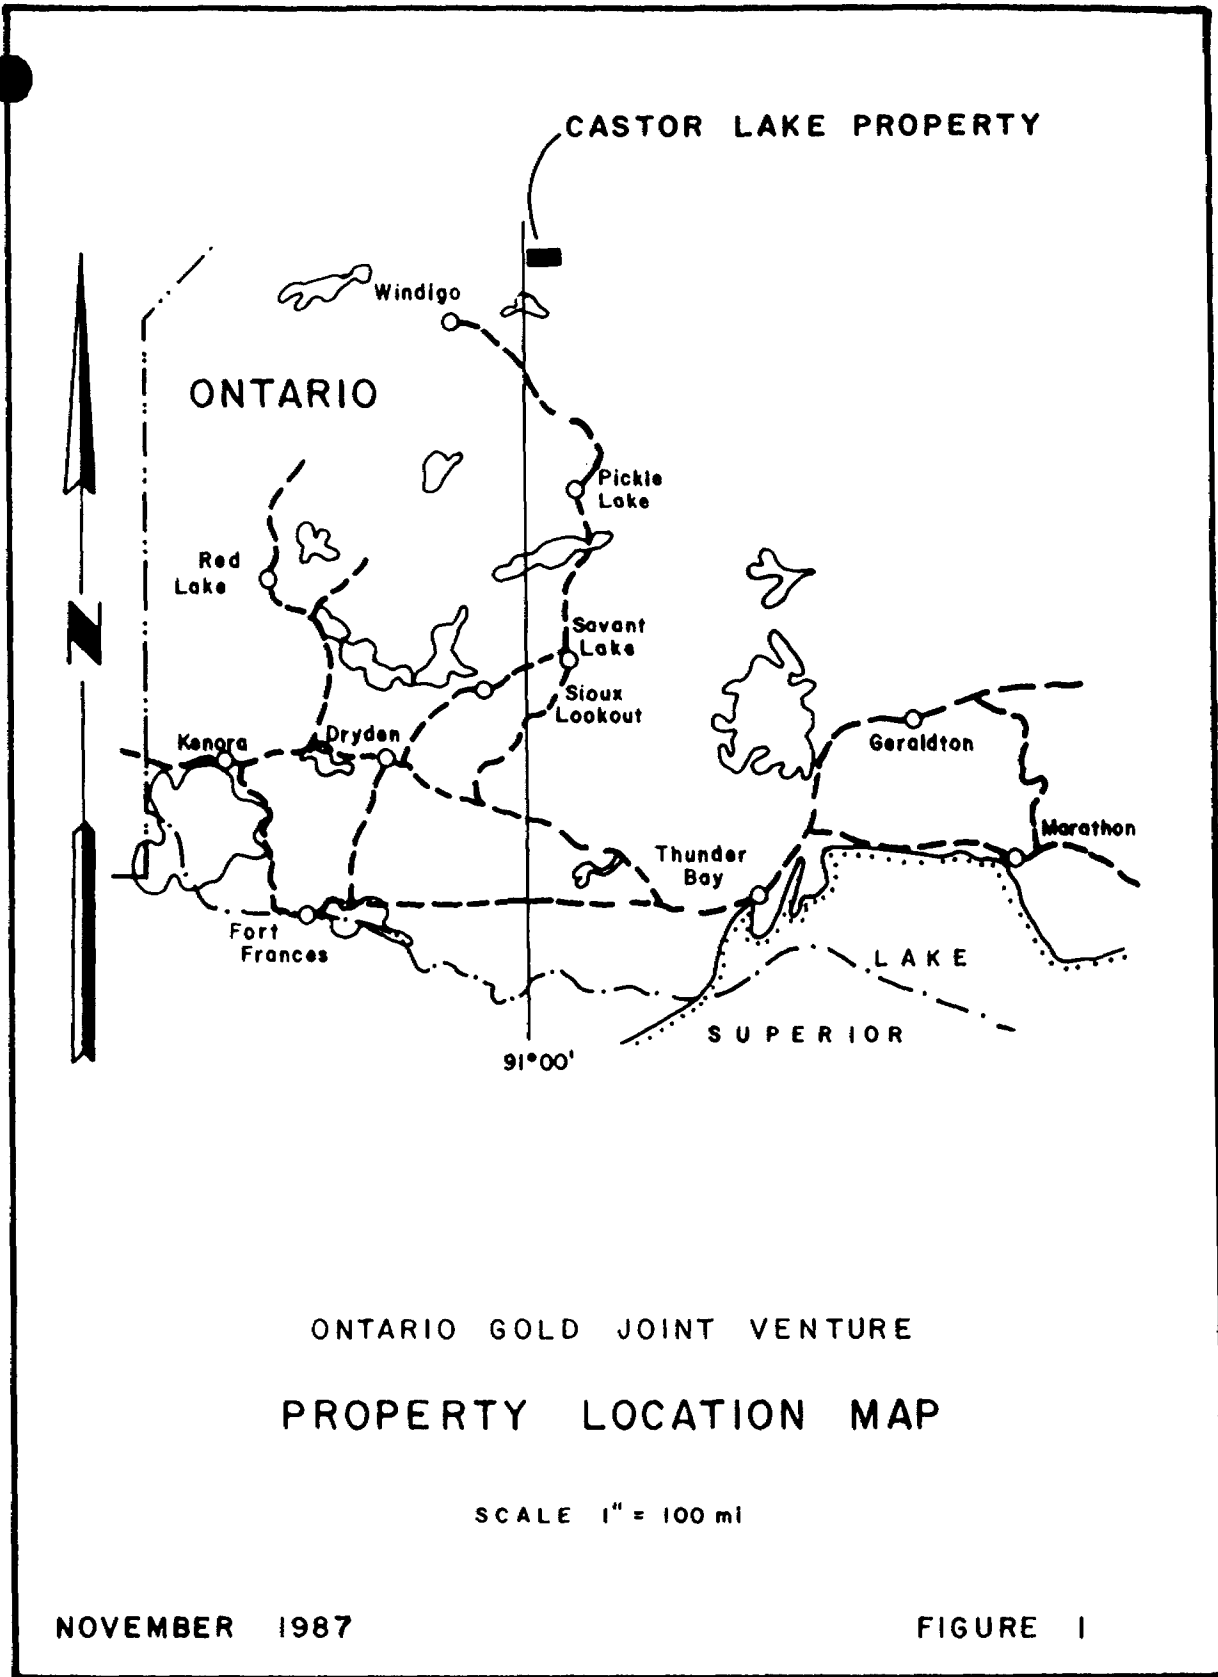 CASTOR LAKE PROPERTY
Windigo
ONTARIO
Pickle
Lake
Red
Lake
N
Savant
Lake
Sioux
Lookout
Kenora
Dryden
Geraldton
Marathon
Thunder
Bay
Fort
Frances
LAKE
SUPERIOR
91°00'
ONTARIO GOLD JOINT VENTURE
PROPERTY LOCATION MAP
SCALE 1" = 100 mi
NOVEMBER 1987
FIGURE 1